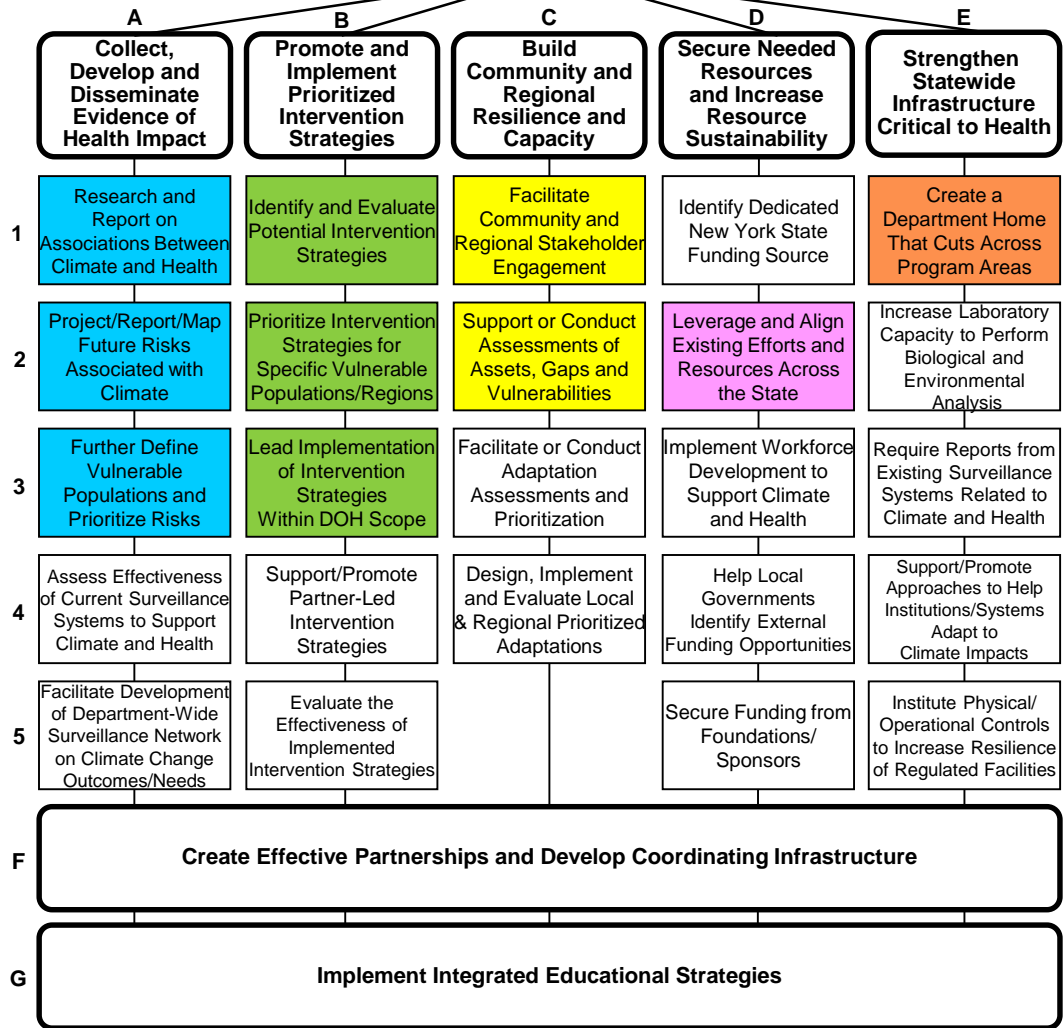 A
B
C
D
E
Collect,
Develop and
Disseminate
Evidence of
Health Impact
Promote and
Implement
Prioritized
Intervention
Strategies
Build
Community and
Regional
Resilience and
Capacity
Secure Needed
Resources
and Increase
Resource
Sustainability
Strengthen
Statewide
Infrastructure
Critical to Health
1
Research and
Report on
Associations Between
Climate and Health
Identify and Evaluate
Potential Intervention
Strategies
Facilitate
Community and
Regional Stakeholder
Engagement
Identify Dedicated
New York State
Funding Source
Create a
Department Home
That Cuts Across
Program Areas
2
Project/Report/Map
Future Risks
Associated with
Climate
Prioritize Intervention
Strategies for
Specific Vulnerable
Populations/Regions
Support or Conduct
Assessments of
Assets, Gaps and
Vulnerabilities
Leverage and Align
Existing Efforts and
Resources Across
the State
Increase Laboratory
Capacity to Perform
Biological and
Environmental
Analysis
3
Further Define
Vulnerable
Populations and
Prioritize Risks
Lead Implementation
of Intervention
Strategies
Within DOH Scope
Facilitate or Conduct
Adaptation
Assessments and
Prioritization
Implement Workforce
Development to
Support Climate
and Health
Require Reports from
Existing Surveillance
Systems Related to
Climate and Health
4
Assess Effectiveness
of Current Surveillance
Systems to Support
Climate and Health
Support/Promote
Partner-Led
Intervention
Strategies
Design, Implement
and Evaluate Local
& Regional Prioritized
Adaptations
Help Local
Governments
Identify External
Funding Opportunities
Support/Promote
Approaches to Help
Institutions/Systems
Adapt to
Climate Impacts
5
Facilitate Development
of Department-Wide
Surveillance Network
on Climate Change
Outcomes/Needs
Evaluate the
Effectiveness of
Implemented
Intervention Strategies
Secure Funding from
Foundations/
Sponsors
Institute Physical/
Operational Controls
to Increase Resilience
of Regulated Facilities
F
Create Effective Partnerships and Develop Coordinating Infrastructure
G
Implement Integrated Educational Strategies